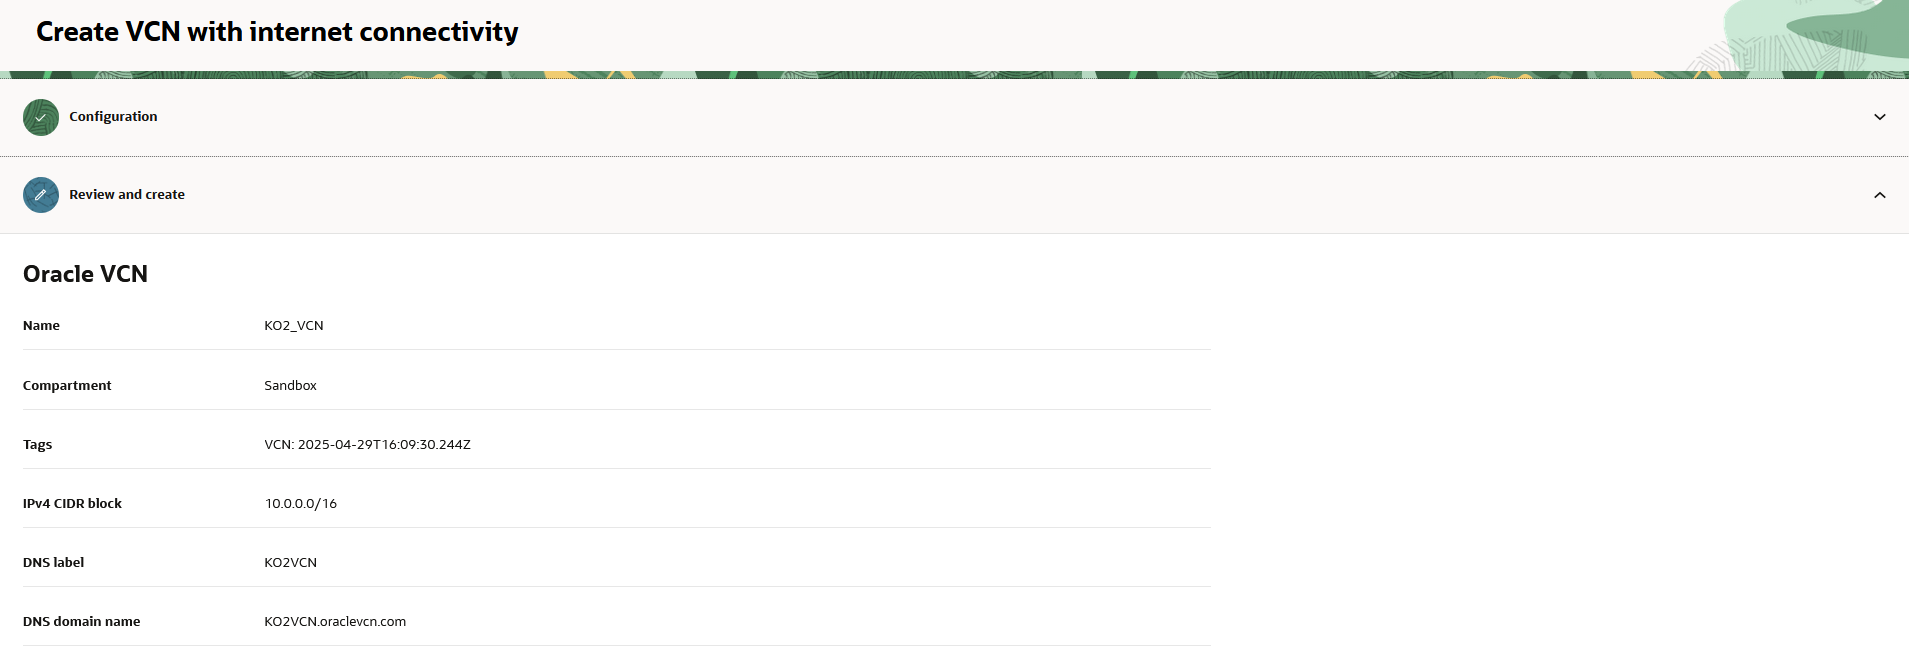 Create VCN with internet connectivity
Configuration
Review and create
Oracle VCN
Name KO2_VCN
Compartment Sandbox
Tags VCN: 2025-04-29T16:09:30.244Z
IPv4 CIDR block 10.0.0.0/16
DNS label KO2VCN
DNS domain name KO2VCN.oraclevcn.com